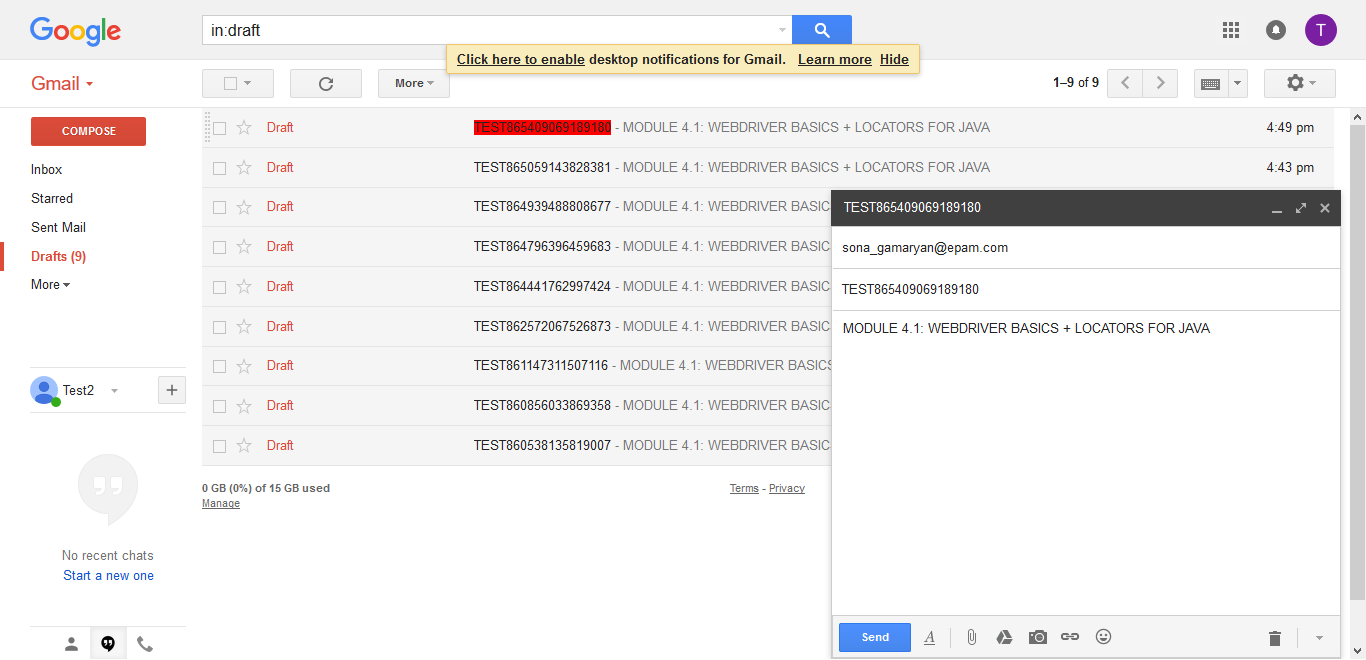 Google
in:draft
T
Click here to enable desktop notifications for Gmail. Learn more Hide
Gmail
More
1–9 of 9
COMPOSE
Inbox
Starred
Sent Mail
Drafts (9)
More
Draft TEST865409069189180 - MODULE 4.1: WEBDRIVER BASICS + LOCATORS FOR JAVA 4:49 pm
Draft TEST865059143828381 - MODULE 4.1: WEBDRIVER BASICS + LOCATORS FOR JAVA 4:43 pm
Draft TEST864939488808677 - MODULE 4.1: WEBDRIVER BASIC
Draft TEST864796396459683 - MODULE 4.1: WEBDRIVER BASIC
Draft TEST864441762997424 - MODULE 4.1: WEBDRIVER BASIC
Draft TEST862572067526873 - MODULE 4.1: WEBDRIVER BASIC
Draft TEST861147311507116 - MODULE 4.1: WEBDRIVER BASICS
Draft TEST860856033869358 - MODULE 4.1: WEBDRIVER BASIC
Draft TEST860538135819007 - MODULE 4.1: WEBDRIVER BASIC
0 GB (0%) of 15 GB used
Manage
Terms - Privacy
Test2
No recent chats
Start a new one
TEST865409069189180
sona_gamaryan@epam.com
TEST865409069189180
MODULE 4.1: WEBDRIVER BASICS + LOCATORS FOR JAVA
Send A